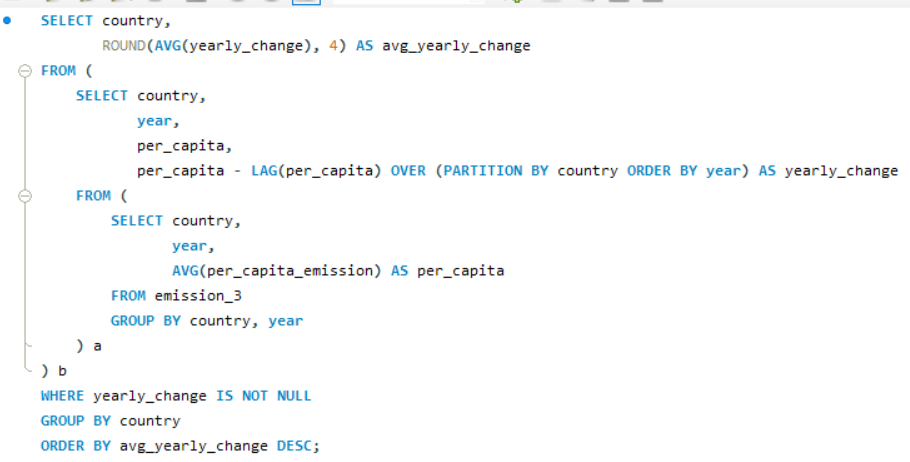 SELECT country,
ROUND(AVG(yearly_change), 4) AS avg_yearly_change
FROM (
SELECT country,
year,
per_capita,
per_capita - LAG(per_capita) OVER (PARTITION BY country ORDER BY year) AS yearly_change
FROM (
SELECT country,
year,
AVG(per_capita_emission) AS per_capita
FROM emission_3
GROUP BY country, year
) a
) b
WHERE yearly_change IS NOT NULL
GROUP BY country
ORDER BY avg_yearly_change DESC;